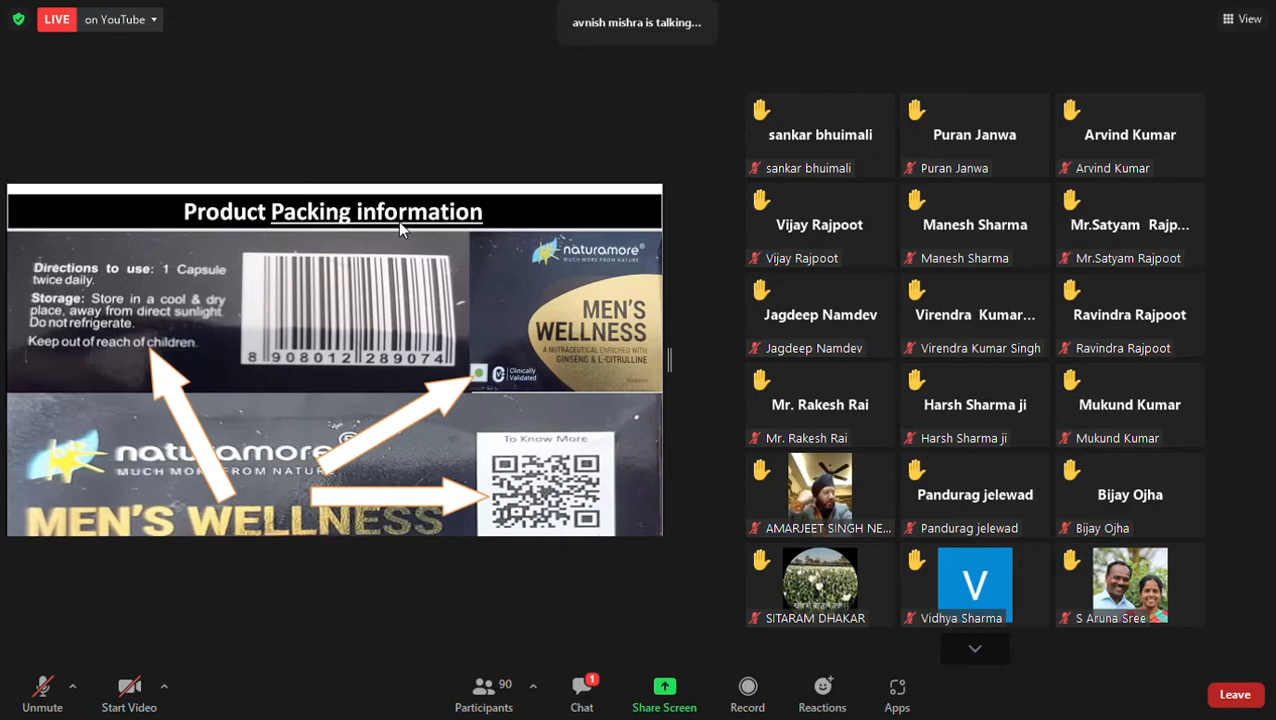 LIVE on YouTube
avnish mishra is talking...
View
Product Packing information
Directions to use: 1 Capsule
twice daily.
Storage: Store in a cool & dry
place, away from direct sunlight.
Do not refrigerate.
Keep out of reach of children.
8 908012 289074
naturamore®
MUCH MORE FROM NATURE
MEN'S
WELLNESS
A NUTRACEUTICAL ENRICHED WITH
GINSENG & L-CITRULLINE
Clinically
Validated
naturamore®
MUCH MORE FROM NATURE
MEN'S WELLNESS
To Know More
sankar bhuimali
sankar bhuimali
Puran Janwa
Puran Janwa
Arvind Kumar
Arvind Kumar
Vijay Rajpoot
Vijay Rajpoot
Manesh Sharma
Manesh Sharma
Mr.Satyam Rajp...
Mr.Satyam Rajpoot
Jagdeep Namdev
Jagdeep Namdev
Virendra Kumar...
Virendra Kumar Singh
Ravindra Rajpoot
Ravindra Rajpoot
Mr. Rakesh Rai
Mr. Rakesh Rai
Harsh Sharma ji
Harsh Sharma ji
Mukund Kumar
Mukund Kumar
AMARJEET SINGH NE...
Pandurag jelewad
Pandurag jelewad
Bijay Ojha
Bijay Ojha
SITARAM DHAKAR
V
Vidhya Sharma
S Aruna Sree
Unmute
Start Video
90
Participants
1
Chat
Share Screen
Record
Reactions
Apps
Leave